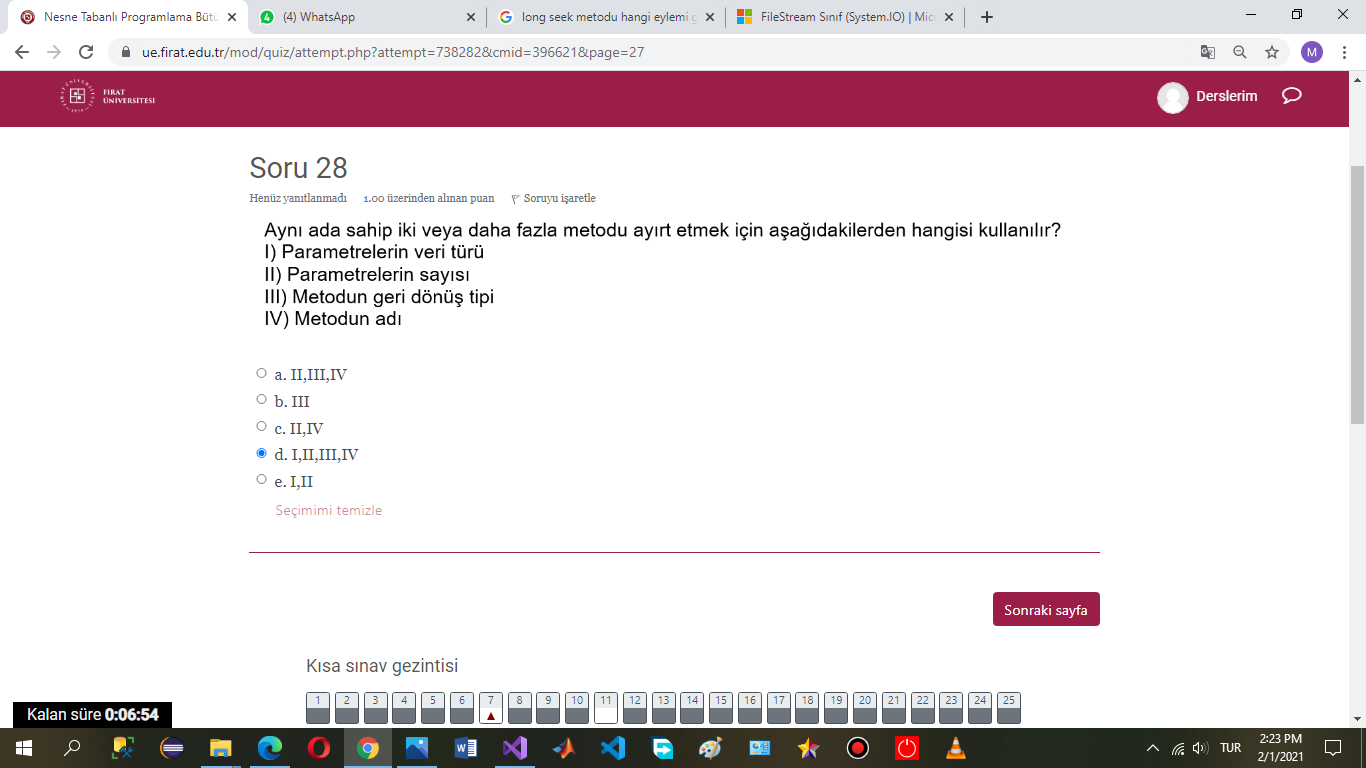 Nesne Tabanlı Programlama Bütü
(4) WhatsApp
long seek metodu hangi eylemi g
FileStream Sınıf (System.IO) | Mic
ue.firat.edu.tr/mod/quiz/attempt.php?attempt=738282&cmid=396621&page=27
M
FIRAT
ÜNİVERSİTESİ
Derslerim
Soru 28
Henüz yanıtlanmadı
1.00 üzerinden alınan puan
Soruyu işaretle
Aynı ada sahip iki veya daha fazla metodu ayırt etmek için aşağıdakilerden hangisi kullanılır?
I) Parametrelerin veri türü
II) Parametrelerin sayısı
III) Metodun geri dönüş tipi
IV) Metodun adı
a. II,III,IV
b. III
c. II,IV
d. I,II,III,IV
e. I,II
Seçimimi temizle
Sonraki sayfa
Kısa sınav gezintisi
1 2 3 4 5 6 7 8 9 10 11 12 13 14 15 16 17 18 19 20 21 22 23 24 25
Kalan süre 0:06:54
TUR
2:23 PM
2/1/2021